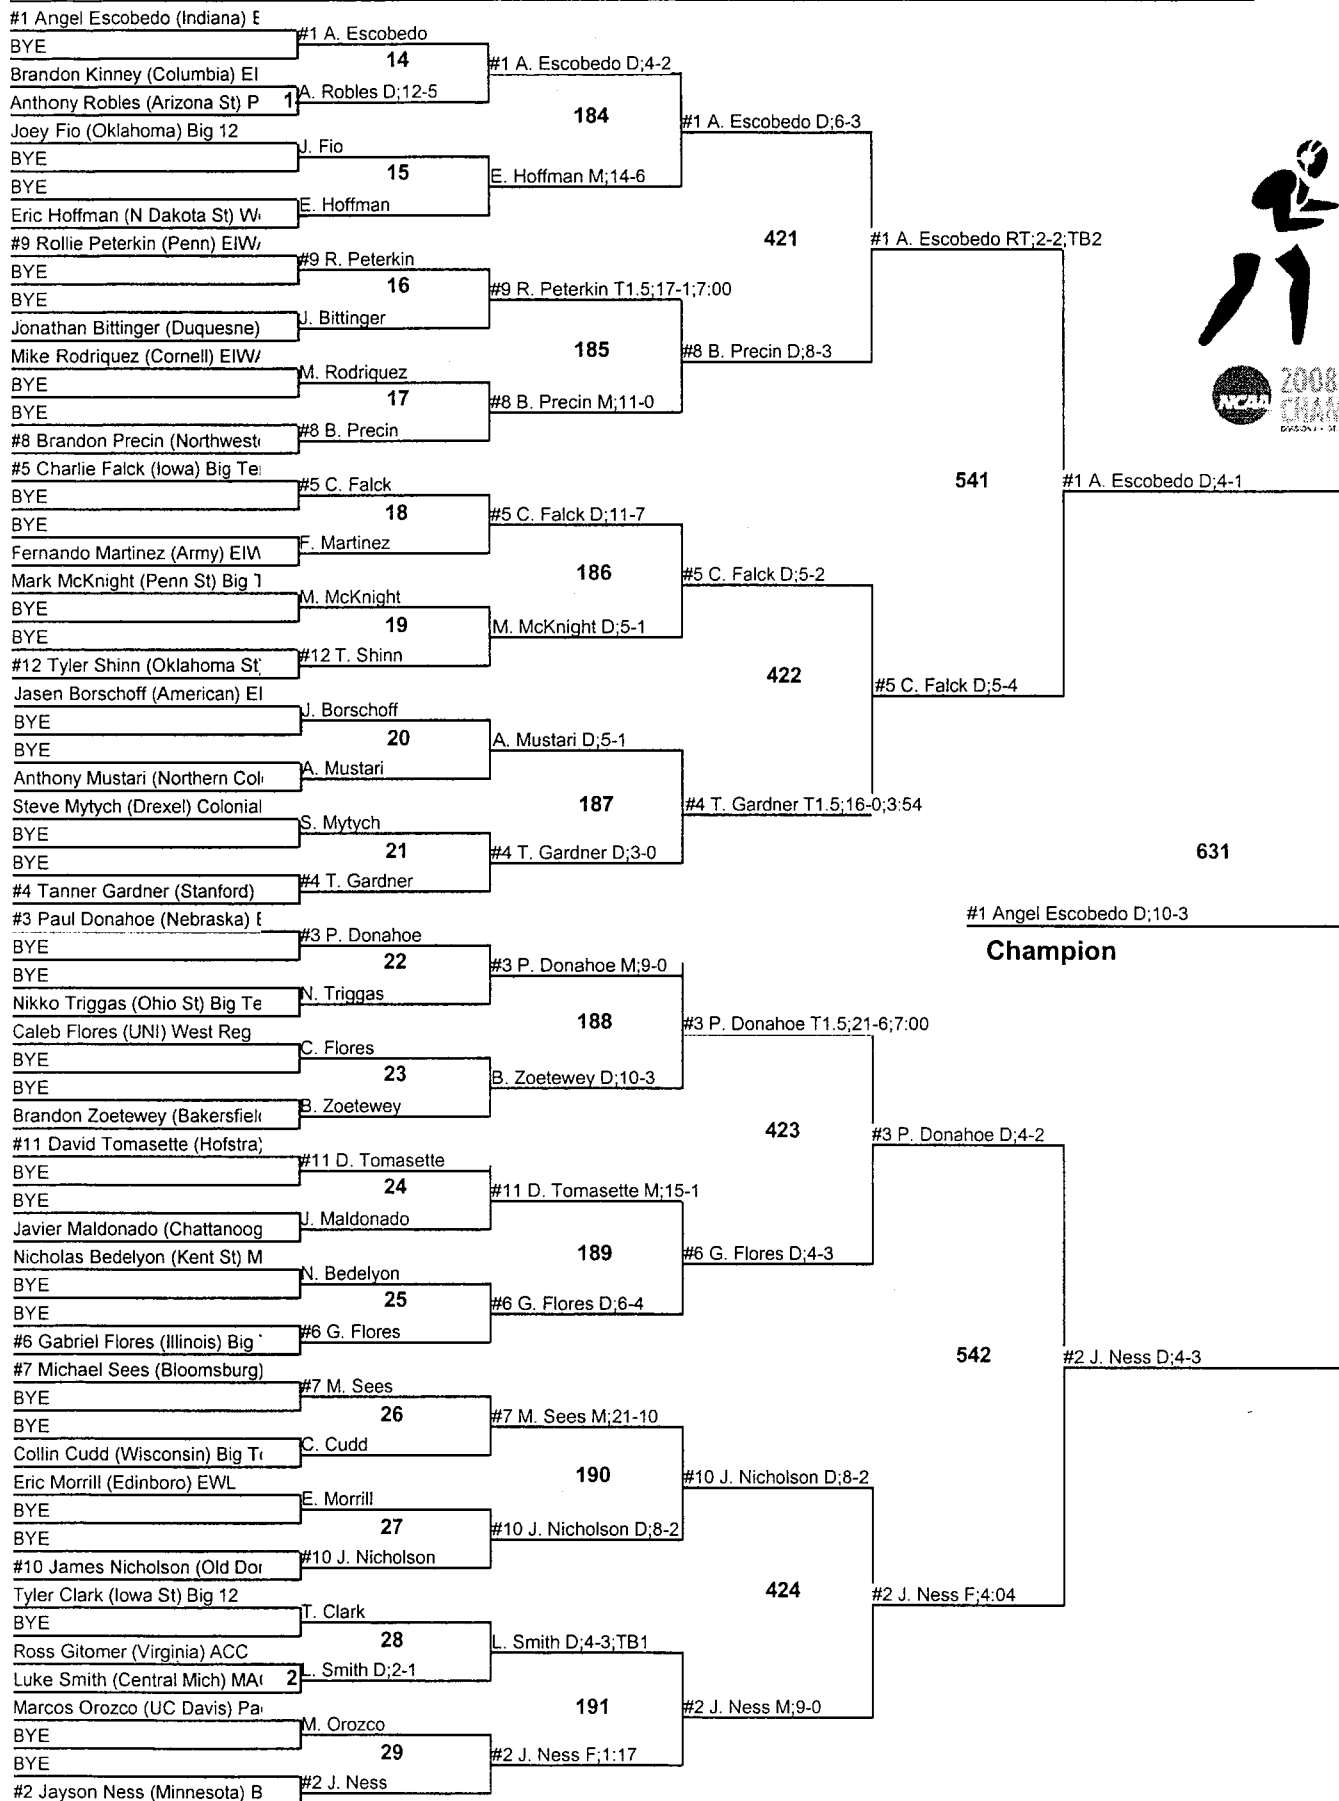 #1 Angel Escobedo (Indiana) E
BYE
Brandon Kinney (Columbia) EI
Anthony Robles (Arizona St) P 1
Joey Fio (Oklahoma) Big 12
BYE
BYE
Eric Hoffman (N Dakota St) W
#9 Rollie Peterkin (Penn) EIW
BYE
BYE
Jonathan Bittinger (Duquesne)
Mike Rodriquez (Cornell) EIW
BYE
BYE
#8 Brandon Precin (Northwest
#5 Charlie Falck (Iowa) Big Te
BYE
BYE
Fernando Martinez (Army) EIW
Mark McKnight (Penn St) Big T
BYE
BYE
#12 Tyler Shinn (Oklahoma St)
Jasen Borschoff (American) EI
BYE
BYE
Anthony Mustari (Northern Col
Steve Mytych (Drexel) Colonial
BYE
BYE
#4 Tanner Gardner (Stanford)
#3 Paul Donahoe (Nebraska) E
BYE
BYE
Nikko Triggas (Ohio St) Big Te
Caleb Flores (UNI) West Reg
BYE
BYE
Brandon Zoetewey (Bakersfield
#11 David Tomasette (Hofstra)
BYE
BYE
Javier Maldonado (Chattanoog
Nicholas Bedelyon (Kent St) M
BYE
BYE
#6 Gabriel Flores (Illinois) Big
#7 Michael Sees (Bloomsburg)
BYE
BYE
Collin Cudd (Wisconsin) Big T
Eric Morrill (Edinboro) EWL
BYE
BYE
#10 James Nicholson (Old Dor
Tyler Clark (Iowa St) Big 12
BYE
Ross Gitomer (Virginia) ACC
Luke Smith (Central Mich) MA 2
Marcos Orozco (UC Davis) Pa
BYE
BYE
#2 Jayson Ness (Minnesota) B
#1 A. Escobedo
14
A. Robles D;12-5
J. Fio
15
E. Hoffman
#9 R. Peterkin
16
J. Bittinger
M. Rodriquez
17
#8 B. Precin
#5 C. Falck
18
F. Martinez
M. McKnight
19
#12 T. Shinn
J. Borschoff
20
A. Mustari
S. Mytych
21
#4 T. Gardner
#3 P. Donahoe
22
N. Triggas
C. Flores
23
B. Zoetewey
#11 D. Tomasette
24
J. Maldonado
N. Bedelyon
25
#6 G. Flores
#7 M. Sees
26
C. Cudd
E. Morrill
27
#10 J. Nicholson
T. Clark
28
L. Smith D;2-1
M. Orozco
29
#2 J. Ness
#1 A. Escobedo D;4-2
184
E. Hoffman M;14-6
#9 R. Peterkin T1.5;17-1;7:00
185
#8 B. Precin M;11-0
#5 C. Falck D;11-7
186
M. McKnight D;5-1
A. Mustari D;5-1
187
#4 T. Gardner D;3-0
#3 P. Donahoe M;9-0
188
B. Zoetewey D;10-3
#11 D. Tomasette M;15-1
189
#6 G. Flores D;6-4
#7 M. Sees M;21-10
190
#10 J. Nicholson D;8-2
L. Smith D;4-3;TB1
191
#2 J. Ness F;1:17
#1 A. Escobedo D;6-3
421
#8 B. Precin D;8-3
#5 C. Falck D;5-2
422
#4 T. Gardner T1.5;16-0;3:54
#3 P. Donahoe T1.5;21-6;7:00
423
#6 G. Flores D;4-3
#10 J. Nicholson D;8-2
424
#2 J. Ness M;9-0
#1 A. Escobedo RT;2-2;TB2
541
#5 C. Falck D;5-4
#3 P. Donahoe D;4-2
542
#2 J. Ness F;4:04
#1 A. Escobedo D;4-1
631
#2 J. Ness D;4-3
#1 Angel Escobedo D;10-3
Champion
NCAA
2008
CHAM